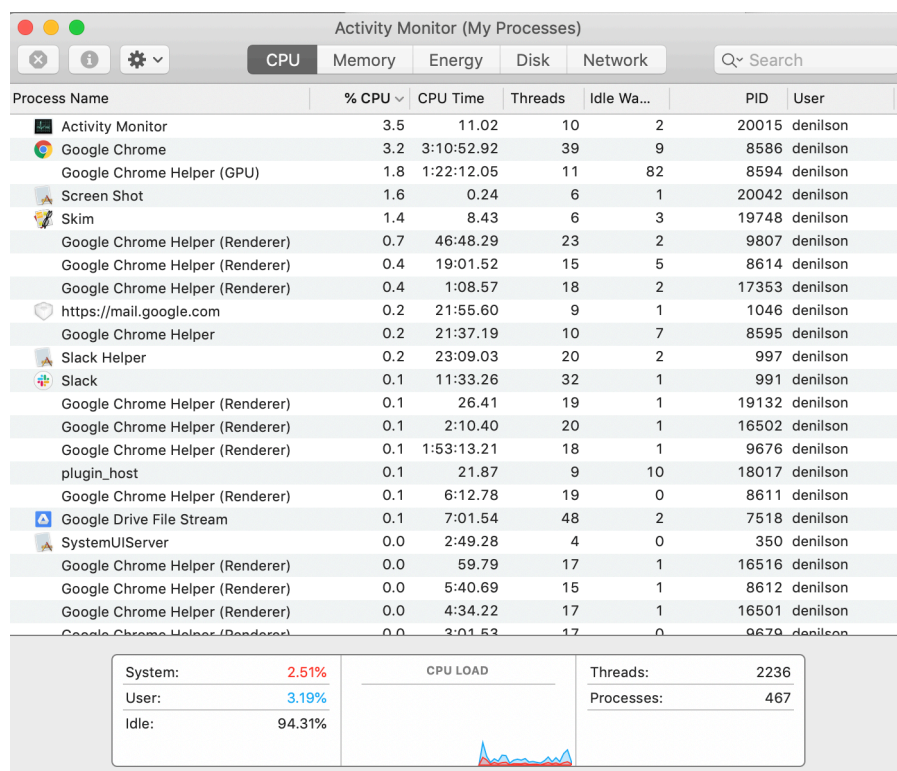 Activity Monitor (My Processes)
CPU Memory Energy Disk Network Search
Process Name % CPU CPU Time Threads Idle Wa... PID User
Activity Monitor 3.5 11.02 10 2 20015 denilson
Google Chrome 3.2 3:10:52.92 39 9 8586 denilson
Google Chrome Helper (GPU) 1.8 1:22:12.05 11 82 8594 denilson
Screen Shot 1.6 0.24 6 1 20042 denilson
Skim 1.4 8.43 6 3 19748 denilson
Google Chrome Helper (Renderer) 0.7 46:48.29 23 2 9807 denilson
Google Chrome Helper (Renderer) 0.4 19:01.52 15 5 8614 denilson
Google Chrome Helper (Renderer) 0.4 1:08.57 18 2 17353 denilson
https://mail.google.com 0.2 21:55.60 9 1 1046 denilson
Google Chrome Helper 0.2 21:37.19 10 7 8595 denilson
Slack Helper 0.2 23:09.03 20 2 997 denilson
Slack 0.1 11:33.26 32 1 991 denilson
Google Chrome Helper (Renderer) 0.1 26.41 19 1 19132 denilson
Google Chrome Helper (Renderer) 0.1 2:10.40 20 1 16502 denilson
Google Chrome Helper (Renderer) 0.1 1:53:13.21 18 1 9676 denilson
plugin_host 0.1 21.87 9 10 18017 denilson
Google Chrome Helper (Renderer) 0.1 6:12.78 19 0 8611 denilson
Google Drive File Stream 0.1 7:01.54 48 2 7518 denilson
SystemUIServer 0.0 2:49.28 4 0 350 denilson
Google Chrome Helper (Renderer) 0.0 59.79 17 1 16516 denilson
Google Chrome Helper (Renderer) 0.0 5:40.69 15 1 8612 denilson
Google Chrome Helper (Renderer) 0.0 4:34.22 17 1 16501 denilson
Google Chrome Helper (Renderer) 0.0 3:01.53 17 0 9679 denilson
System: 2.51% CPU LOAD Threads: 2236
User: 3.19% Processes: 467
Idle: 94.31%